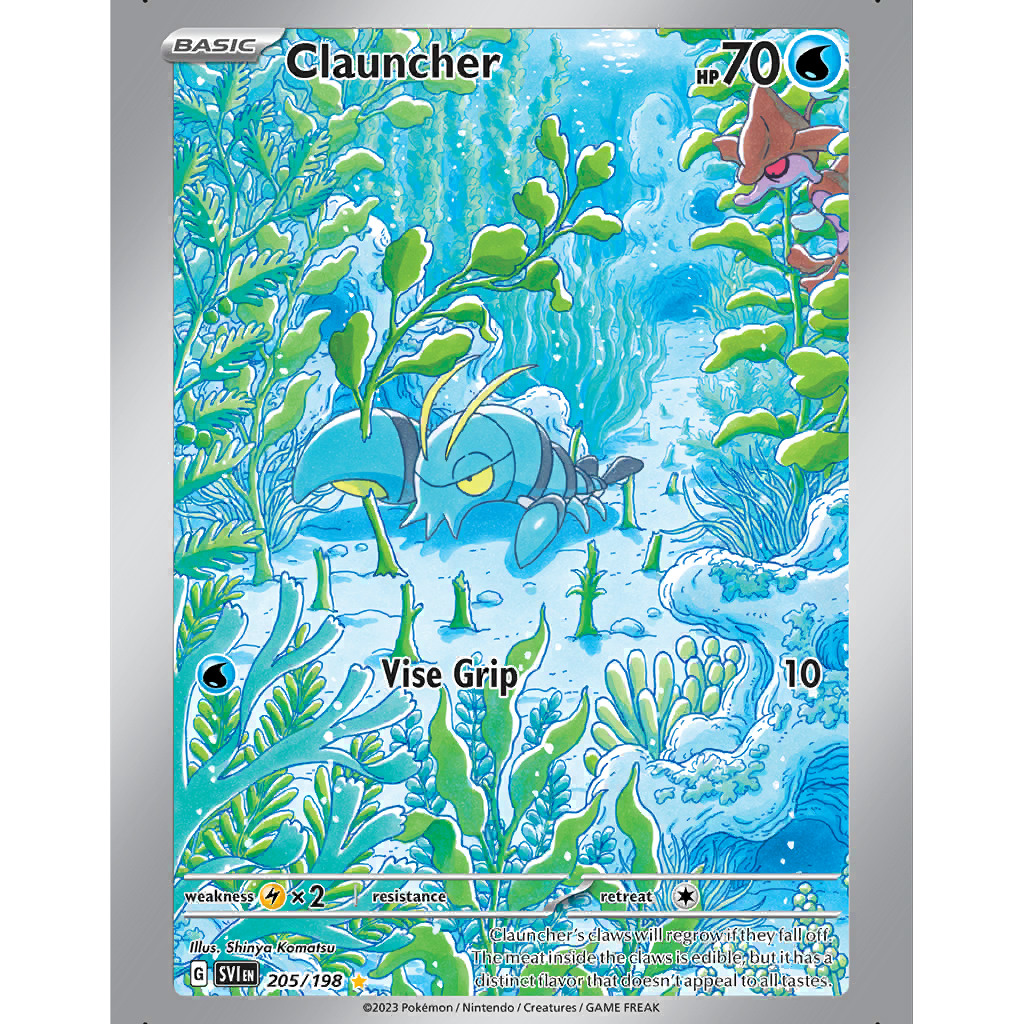 BASIC Clauncher HP 70
Vise Grip 10
weakness ×2 resistance retreat
Illus. Shinya Komatsu
Clauncher's claws will regrow if they fall off.
The meat inside the claws is edible, but it has a
distinct flavor that doesn't appeal to all tastes.
G SVI EN 205/198
©2023 Pokémon / Nintendo / Creatures / GAME FREAK